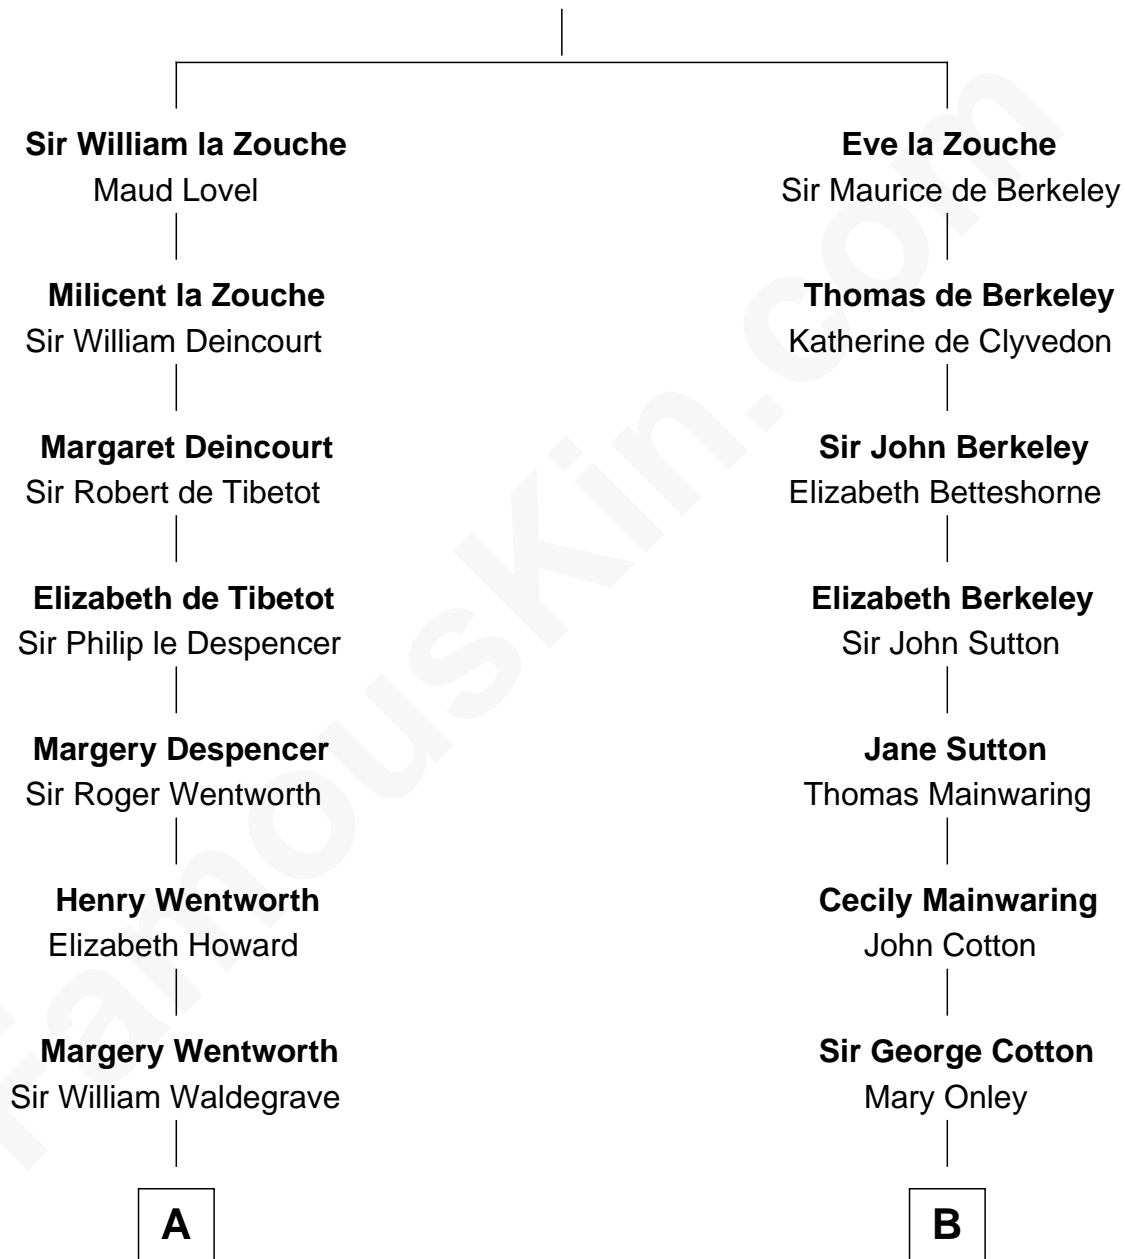 Sir William la Zouche
Maud Lovel
Milicent la Zouche
Sir William Deincourt
Margaret Deincourt
Sir Robert de Tibetot
Elizabeth de Tibetot
Sir Philip le Despencer
Margery Despencer
Sir Roger Wentworth
Henry Wentworth
Elizabeth Howard
Margery Wentworth
Sir William Waldegrave
A
Eve la Zouche
Sir Maurice de Berkeley
Thomas de Berkeley
Katherine de Clyvedon
Sir John Berkeley
Elizabeth Betteshorne
Elizabeth Berkeley
Sir John Sutton
Jane Sutton
Thomas Mainwaring
Cecily Mainwaring
John Cotton
Sir George Cotton
Mary Onley
B
FamousKin.com